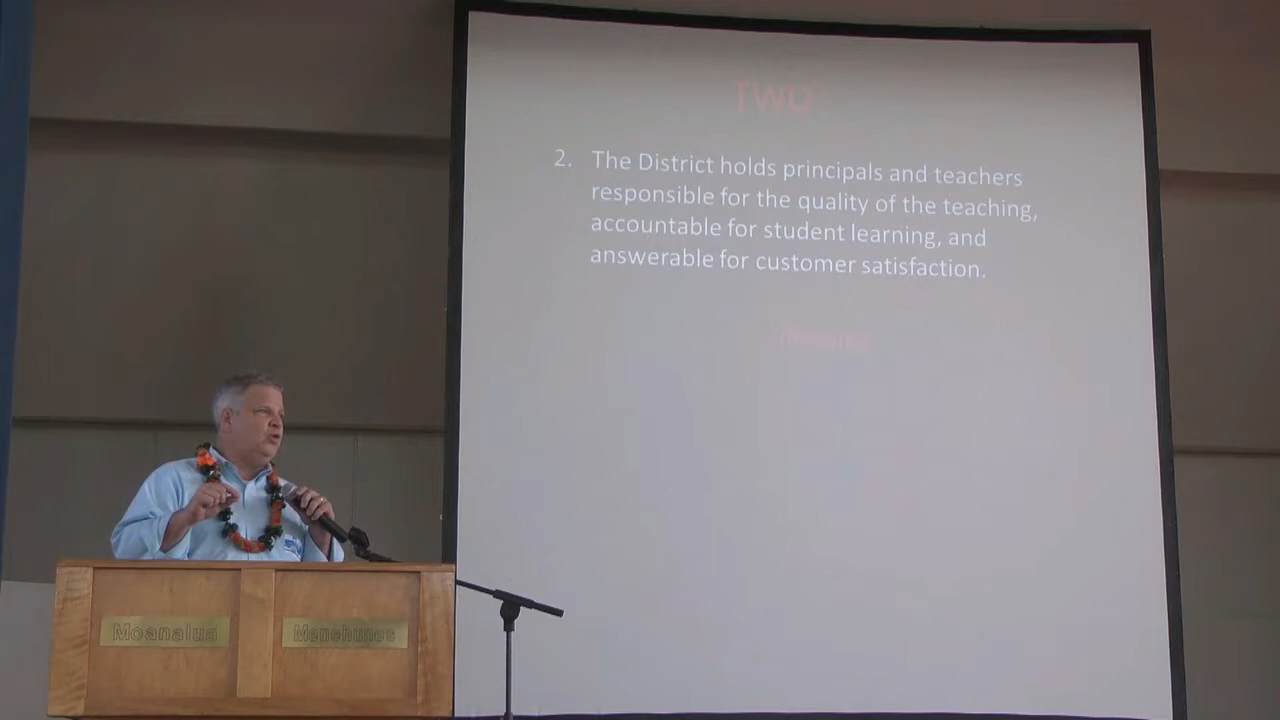 TWO:
2. The District holds principals and teachers
responsible for the quality of the teaching,
accountable for student learning, and
answerable for customer satisfaction.
Moanalua
Menehunes